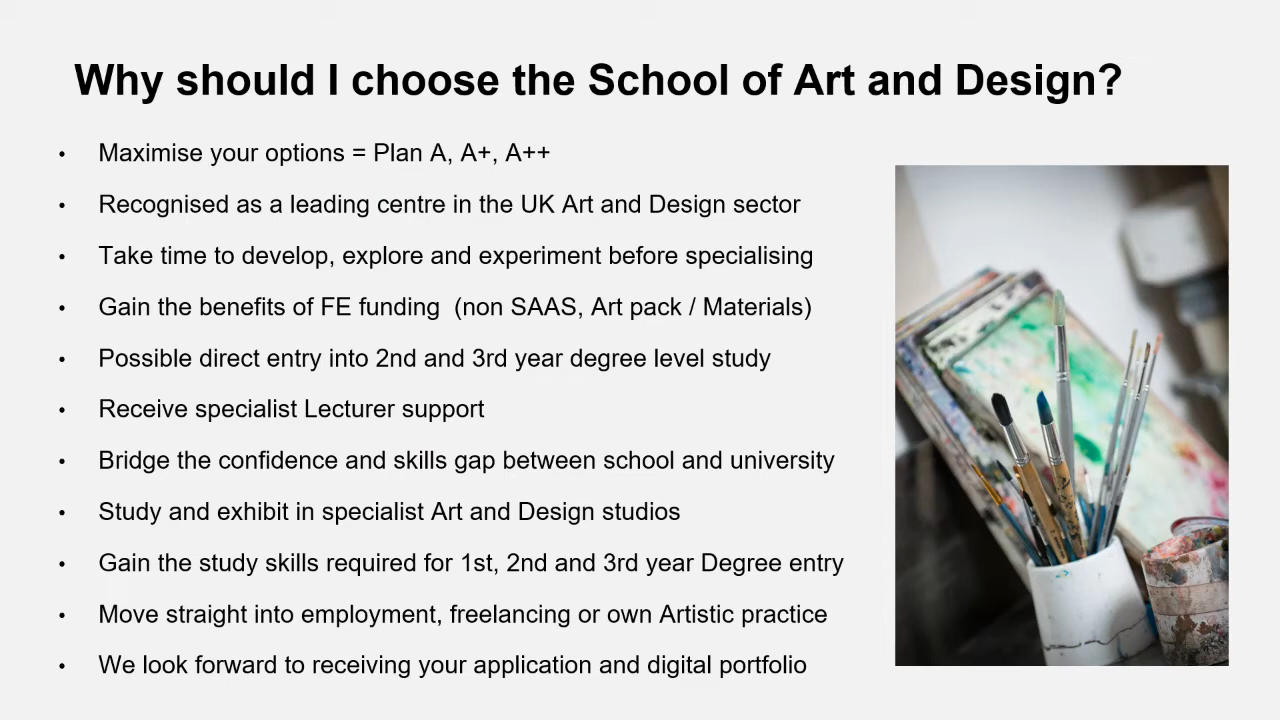 Why should I choose the School of Art and Design?
• Maximise your options = Plan A, A+, A++
• Recognised as a leading centre in the UK Art and Design sector
• Take time to develop, explore and experiment before specialising
• Gain the benefits of FE funding  (non SAAS, Art pack / Materials)
• Possible direct entry into 2nd and 3rd year degree level study
• Receive specialist Lecturer support
• Bridge the confidence and skills gap between school and university
• Study and exhibit in specialist Art and Design studios
• Gain the study skills required for 1st, 2nd and 3rd year Degree entry
• Move straight into employment, freelancing or own Artistic practice
• We look forward to receiving your application and digital portfolio